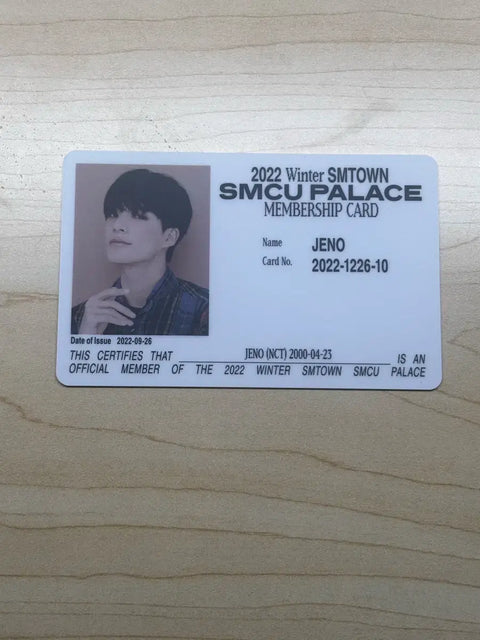 2022 Winter SMTOWN
SMCU PALACE
MEMBERSHIP CARD
Name JENO
Card No. 2022-1226-10
Date of Issue 2022-09-26
THIS CERTIFIES THAT JENO (NCT) 2000-04-23 IS AN
OFFICIAL MEMBER OF THE 2022 WINTER SMTOWN SMCU PALACE